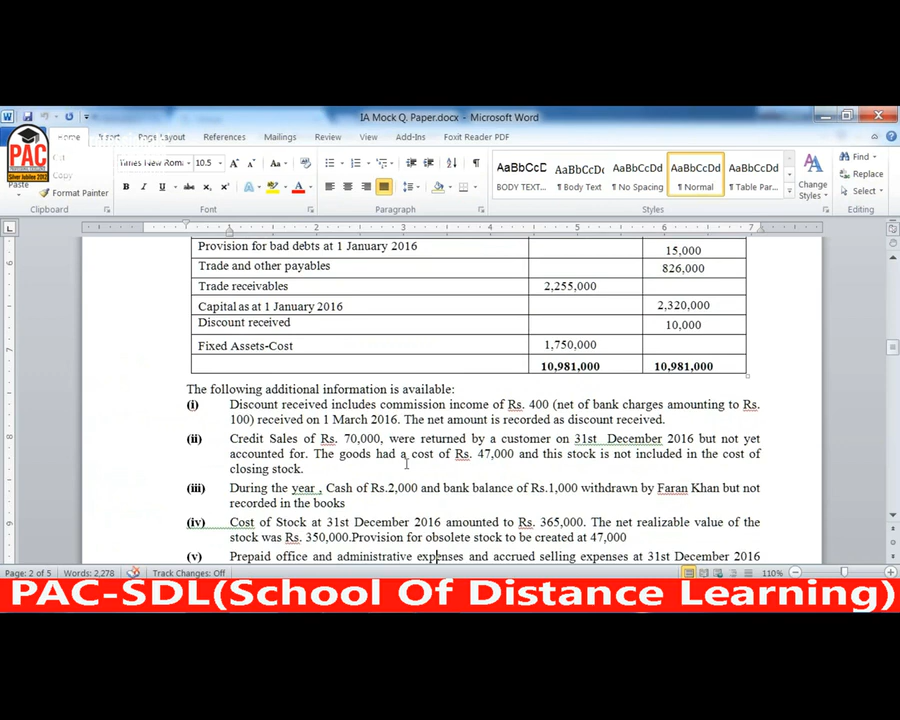 IA Mock Q. Paper.docx - Microsoft Word
Home Insert Page Layout References Mailings Review View Add-Ins Foxit Reader PDF
PAC
Silver Jubilee 2012
Cut
Copy
Paste
Format Painter
Times New Romi 10.5
Clipboard Font Paragraph Styles Editing
AaBbCcD AaBbCcDd AaBbCcDd AaBbCcDd AaBbCcDd
BODY TEXT... ¶ Body Text ¶ No Spacing ¶ Normal ¶ Table Par...
Change Styles
Find
Replace
Select
Provision for bad debts at 1 January 2016 15,000
Trade and other payables 826,000
Trade receivables 2,255,000
Capital as at 1 January 2016 2,320,000
Discount received 10,000
Fixed Assets-Cost 1,750,000
10,981,000 10,981,000
The following additional information is available:
(i) Discount received includes commission income of Rs. 400 (net of bank charges amounting to Rs.
100) received on 1 March 2016. The net amount is recorded as discount received.
(ii) Credit Sales of Rs. 70,000, were returned by a customer on 31st December 2016 but not yet
accounted for. The goods had a cost of Rs. 47,000 and this stock is not included in the cost of
closing stock.
(iii) During the year , Cash of Rs.2,000 and bank balance of Rs.1,000 withdrawn by Faran Khan but not
recorded in the books
(iv) Cost of Stock at 31st December 2016 amounted to Rs. 365,000. The net realizable value of the
stock was Rs. 350,000.Provision for obsolete stock to be created at 47,000
(v) Prepaid office and administrative expenses and accrued selling expenses at 31st December 2016
Page: 2 of 5 Words: 2,278 Track Changes: Off 110%
PAC-SDL(School Of Distance Learning)